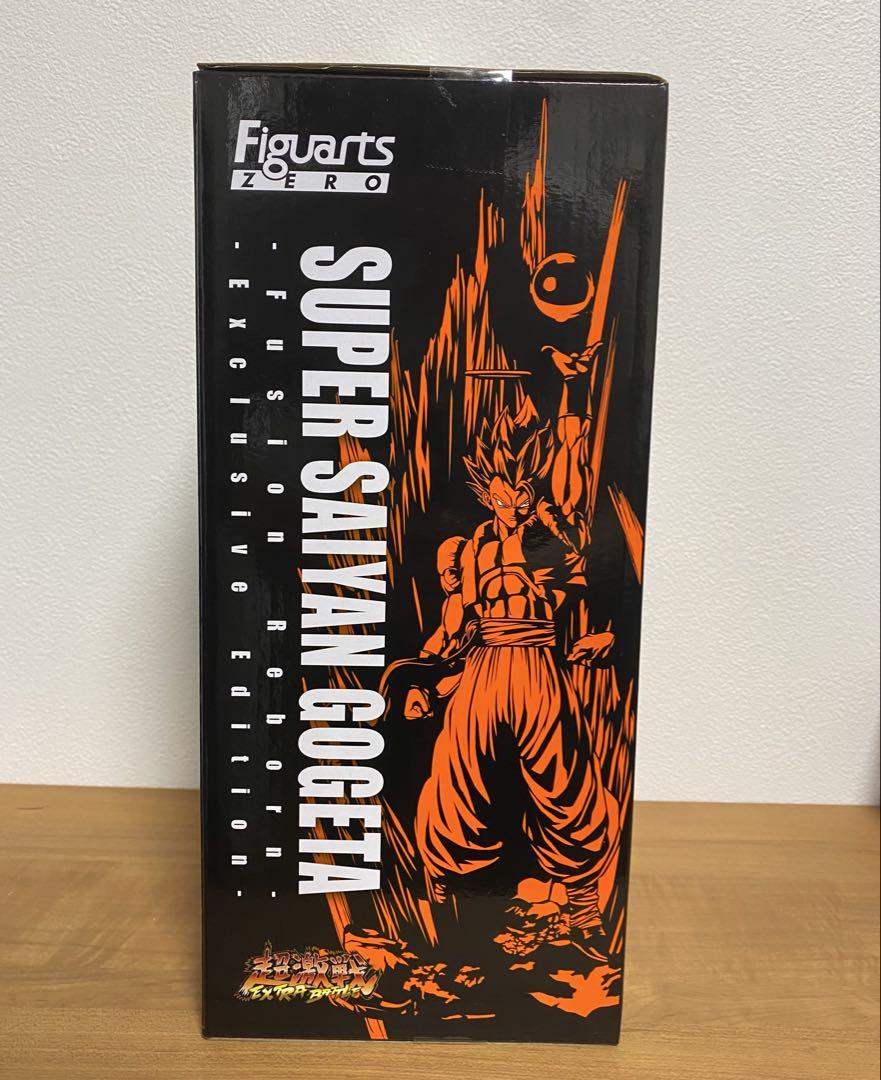 Figuarts
ZERO
SUPER SAIYAN GOGETA
- Fusion Reborn -
- Exclusive Edition -
超激戦
EXTRA BATTLE